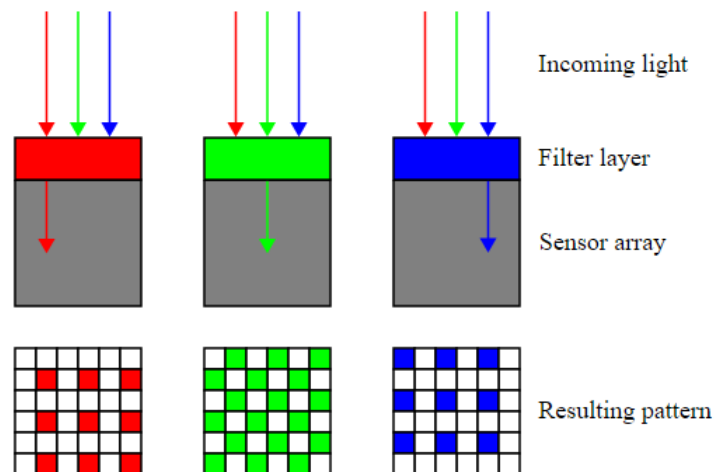 Incoming light
Filter layer
Sensor array
Resulting pattern